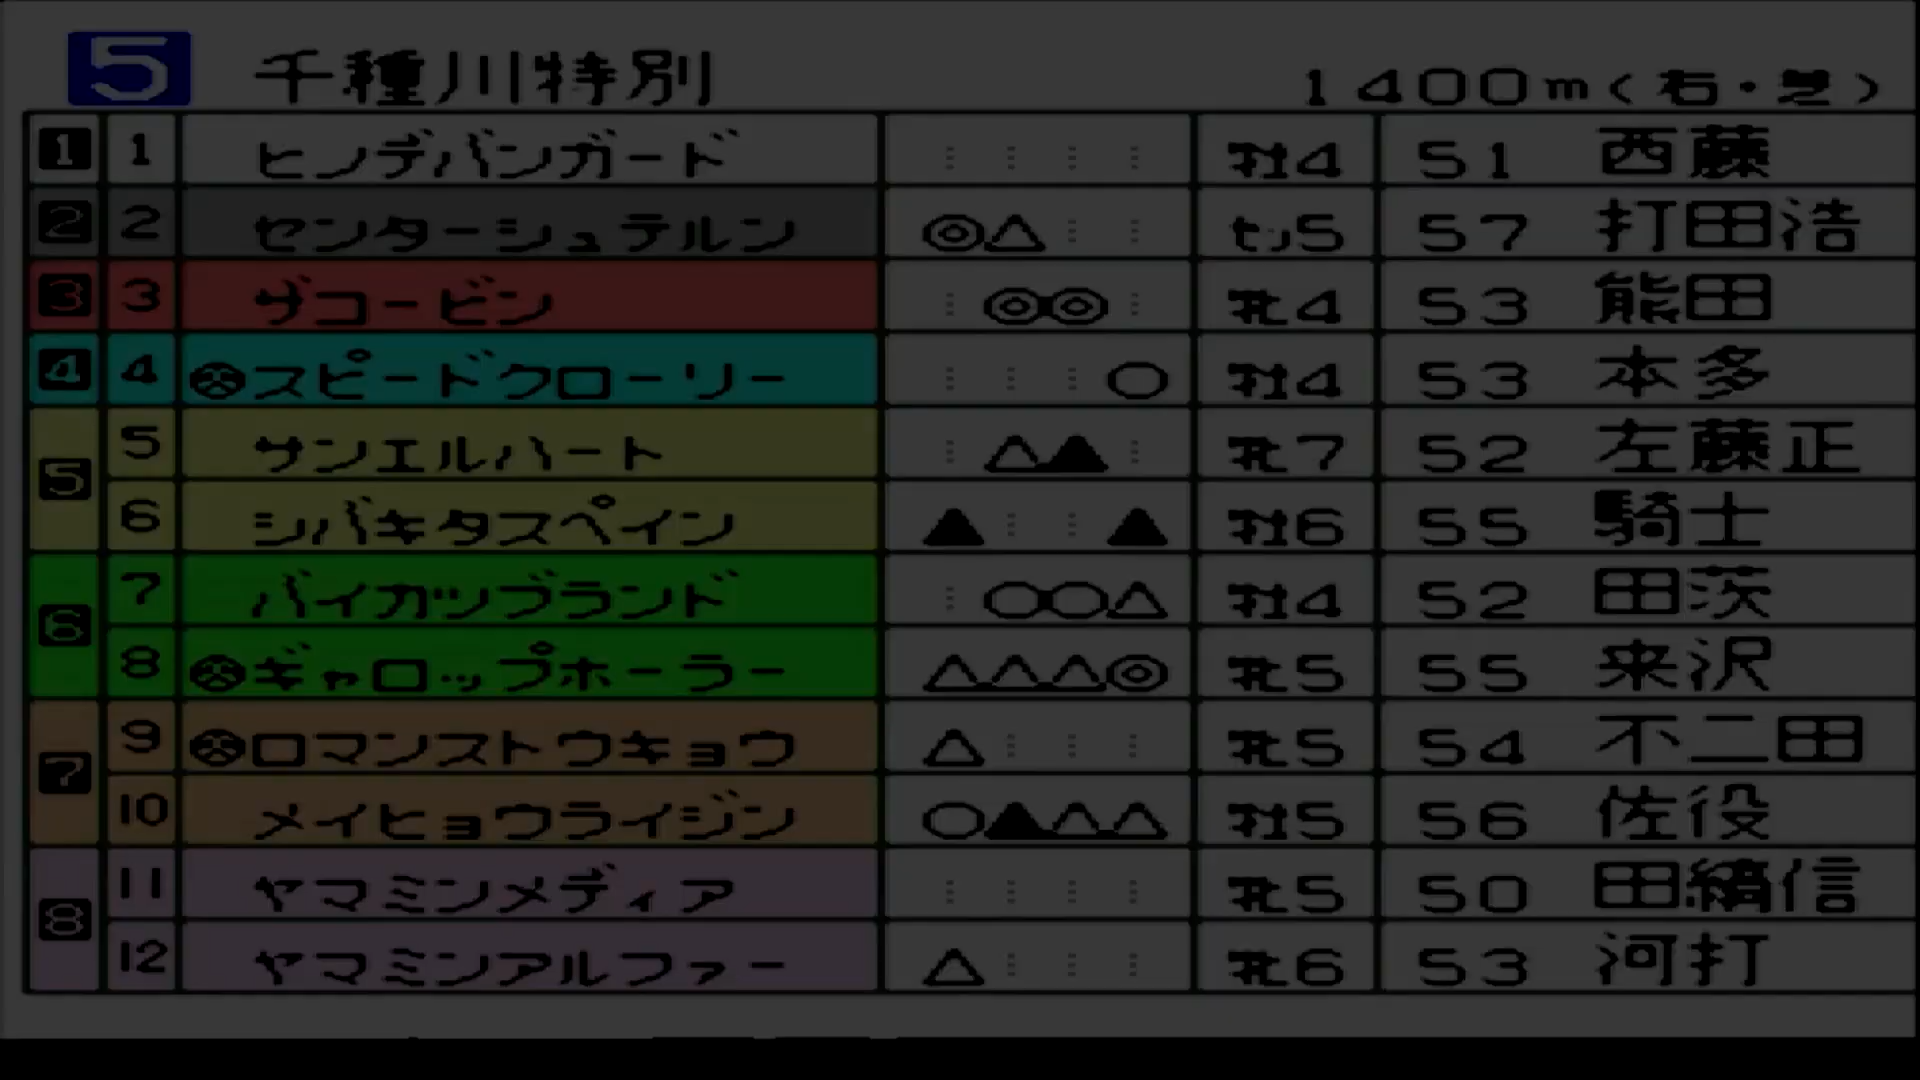 5 千種川特別 1400m(右・芝)
1 1 ヒノデバンガード 牡4 51 西藤
2 2 センターシュテルン ◎△ セン5 57 打田浩
3 3 ザコービン ◎◎ 牝4 53 熊田
4 4 スピードクローリー ○ 牡4 53 本多
5 5 サンエルハート △▲ 牝7 52 左藤正
6 シバキタスペイン ▲ ▲ 牡6 55 騎士
6 7 バイカツブランド ○○△ 牡4 52 田茨
8 ギャロップホーラー △△△◎ 牝5 55 来沢
7 9 ロマンストウキョウ △ 牝5 54 不二田
10 メイヒョウライジン ○▲△△ 牡5 56 佐役
8 11 ヤマミンメディア 牝5 50 田縞信
12 ヤマミンアルファー △ 牝6 53 河打